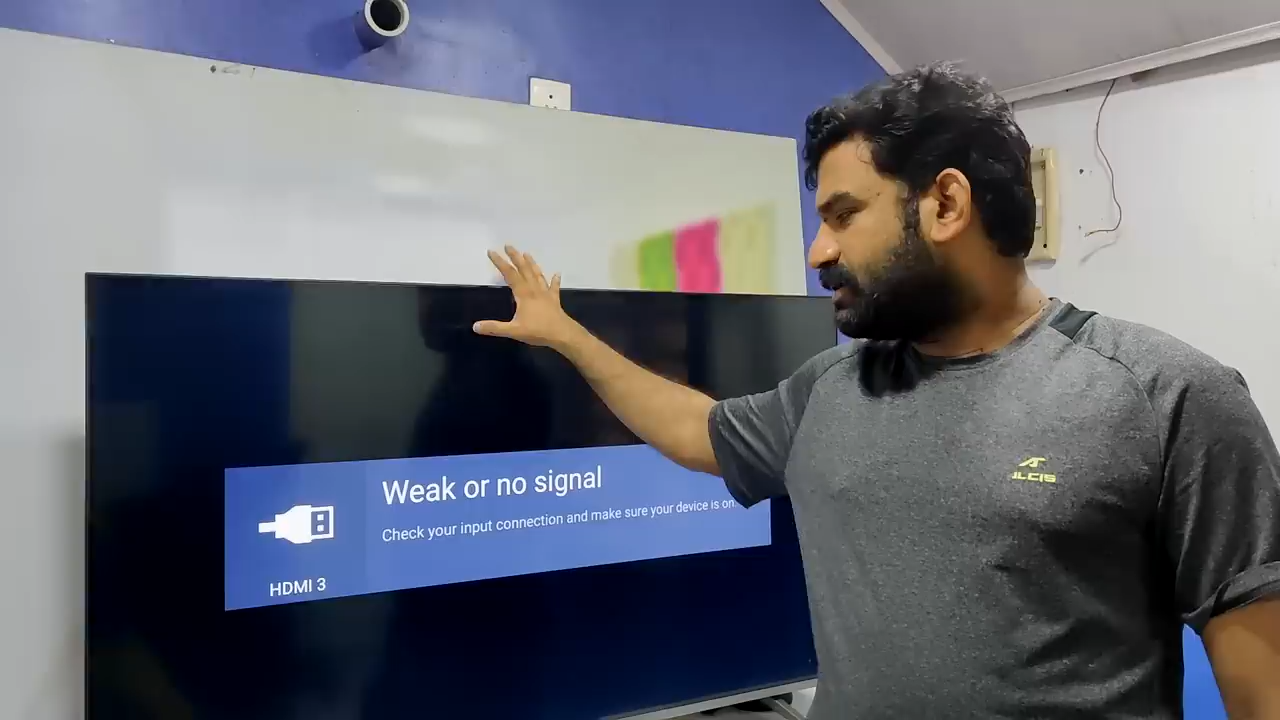 Weak or no signal
Check your input connection and make sure your device is on.
HDMI 3